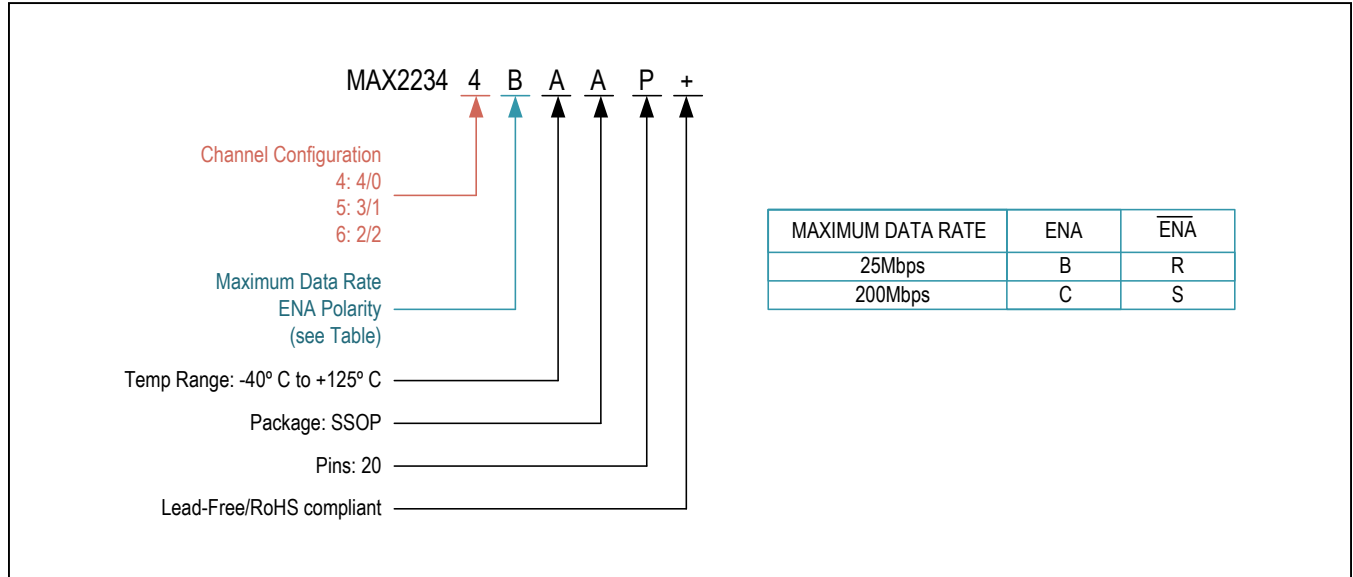 MAX2234 4 B A A P +
Channel Configuration
4: 4/0
5: 3/1
6: 2/2
Maximum Data Rate
ENA Polarity
(see Table)
Temp Range: -40º C to +125º C
Package: SSOP
Pins: 20
Lead-Free/RoHS compliant
MAXIMUM DATA RATE ENA E̅N̅A̅
25Mbps B R
200Mbps C S